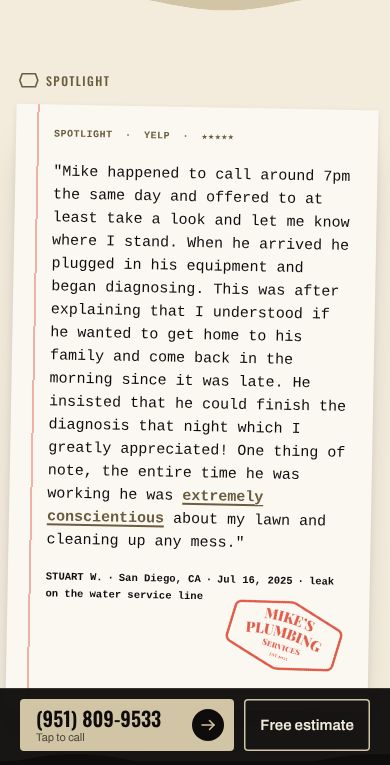 SPOTLIGHT
SPOTLIGHT · YELP · ★★★★★
"Mike happened to call around 7pm
the same day and offered to at
least take a look and let me know
where I stand. When he arrived he
plugged in his equipment and
began diagnosing. This was after
explaining that I understood if
he wanted to get home to his
family and come back in the
morning since it was late. He
insisted that he could finish the
diagnosis that night which I
greatly appreciated! One thing of
note, the entire time he was
working he was extremely
conscientious about my lawn and
cleaning up any mess."
STUART W. · San Diego, CA · Jul 16, 2025 · leak
on the water service line
MIKE'S
PLUMBING
SERVICES
(951) 809-9533
Tap to call
Free estimate